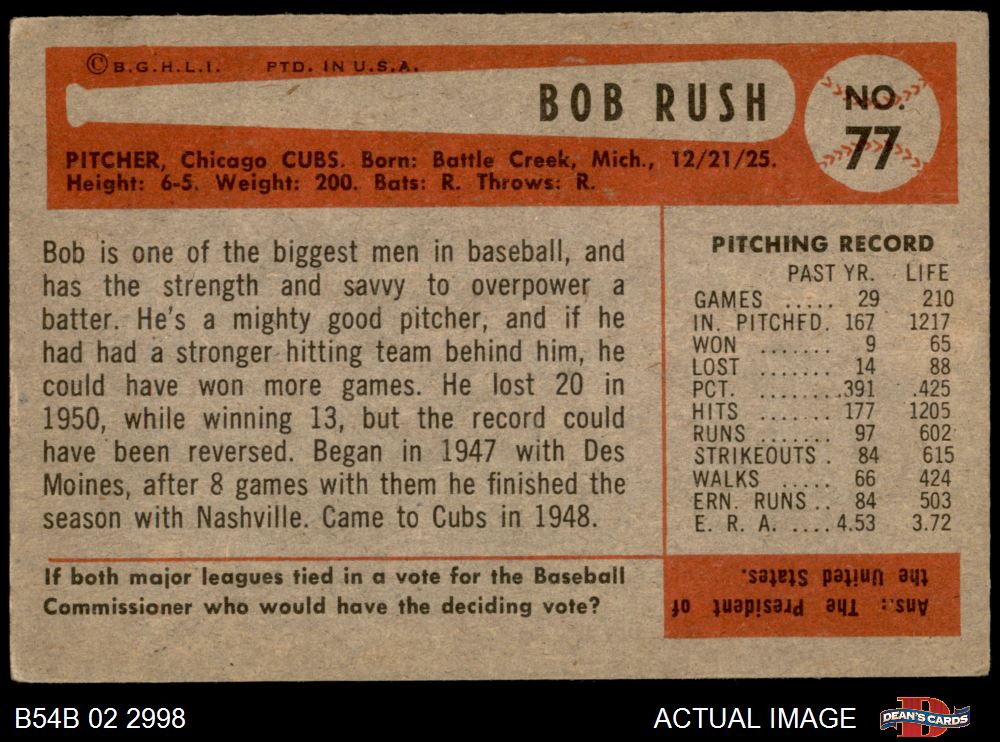 © B.G.H.L.I. PTD. IN U.S.A.
BOB RUSH
NO.
77
PITCHER, Chicago CUBS. Born: Battle Creek, Mich., 12/21/25.
Height: 6-5. Weight: 200. Bats: R. Throws: R.
Bob is one of the biggest men in baseball, and
has the strength and savvy to overpower a
batter. He's a mighty good pitcher, and if he
had had a stronger hitting team behind him, he
could have won more games. He lost 20 in
1950, while winning 13, but the record could
have been reversed. Began in 1947 with Des
Moines, after 8 games with them he finished the
season with Nashville. Came to Cubs in 1948.
PITCHING RECORD
PAST YR. LIFE
GAMES ..... 29 210
IN. PITCHED. 167 1217
WON ....... 9 65
LOST ....... 14 88
PCT. ........391 .425
HITS ....... 177 1205
RUNS ....... 97 602
STRIKEOUTS . 84 615
WALKS ...... 66 424
ERN. RUNS .. 84 503
E. R. A. .... 4.53 3.72
If both major leagues tied in a vote for the Baseball
Commissioner who would have the deciding vote?
Ans.: The President of
the United States.
B54B 02 2998
ACTUAL IMAGE
DEAN'S CARDS